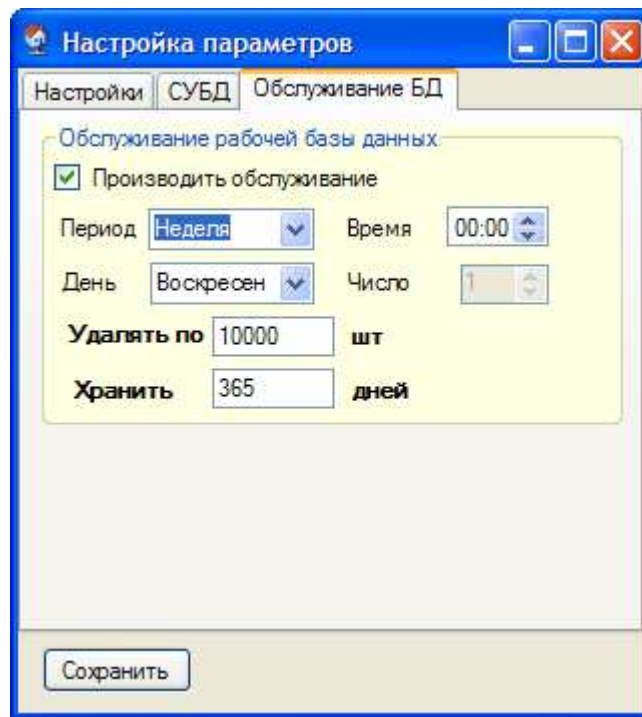 Настройка параметров
Настройки СУБД Обслуживание БД
Обслуживание рабочей базы данных
Производить обслуживание
Период Неделя Время 00:00
День Воскресен Число 1
Удалять по 10000 шт
Хранить 365 дней
Сохранить